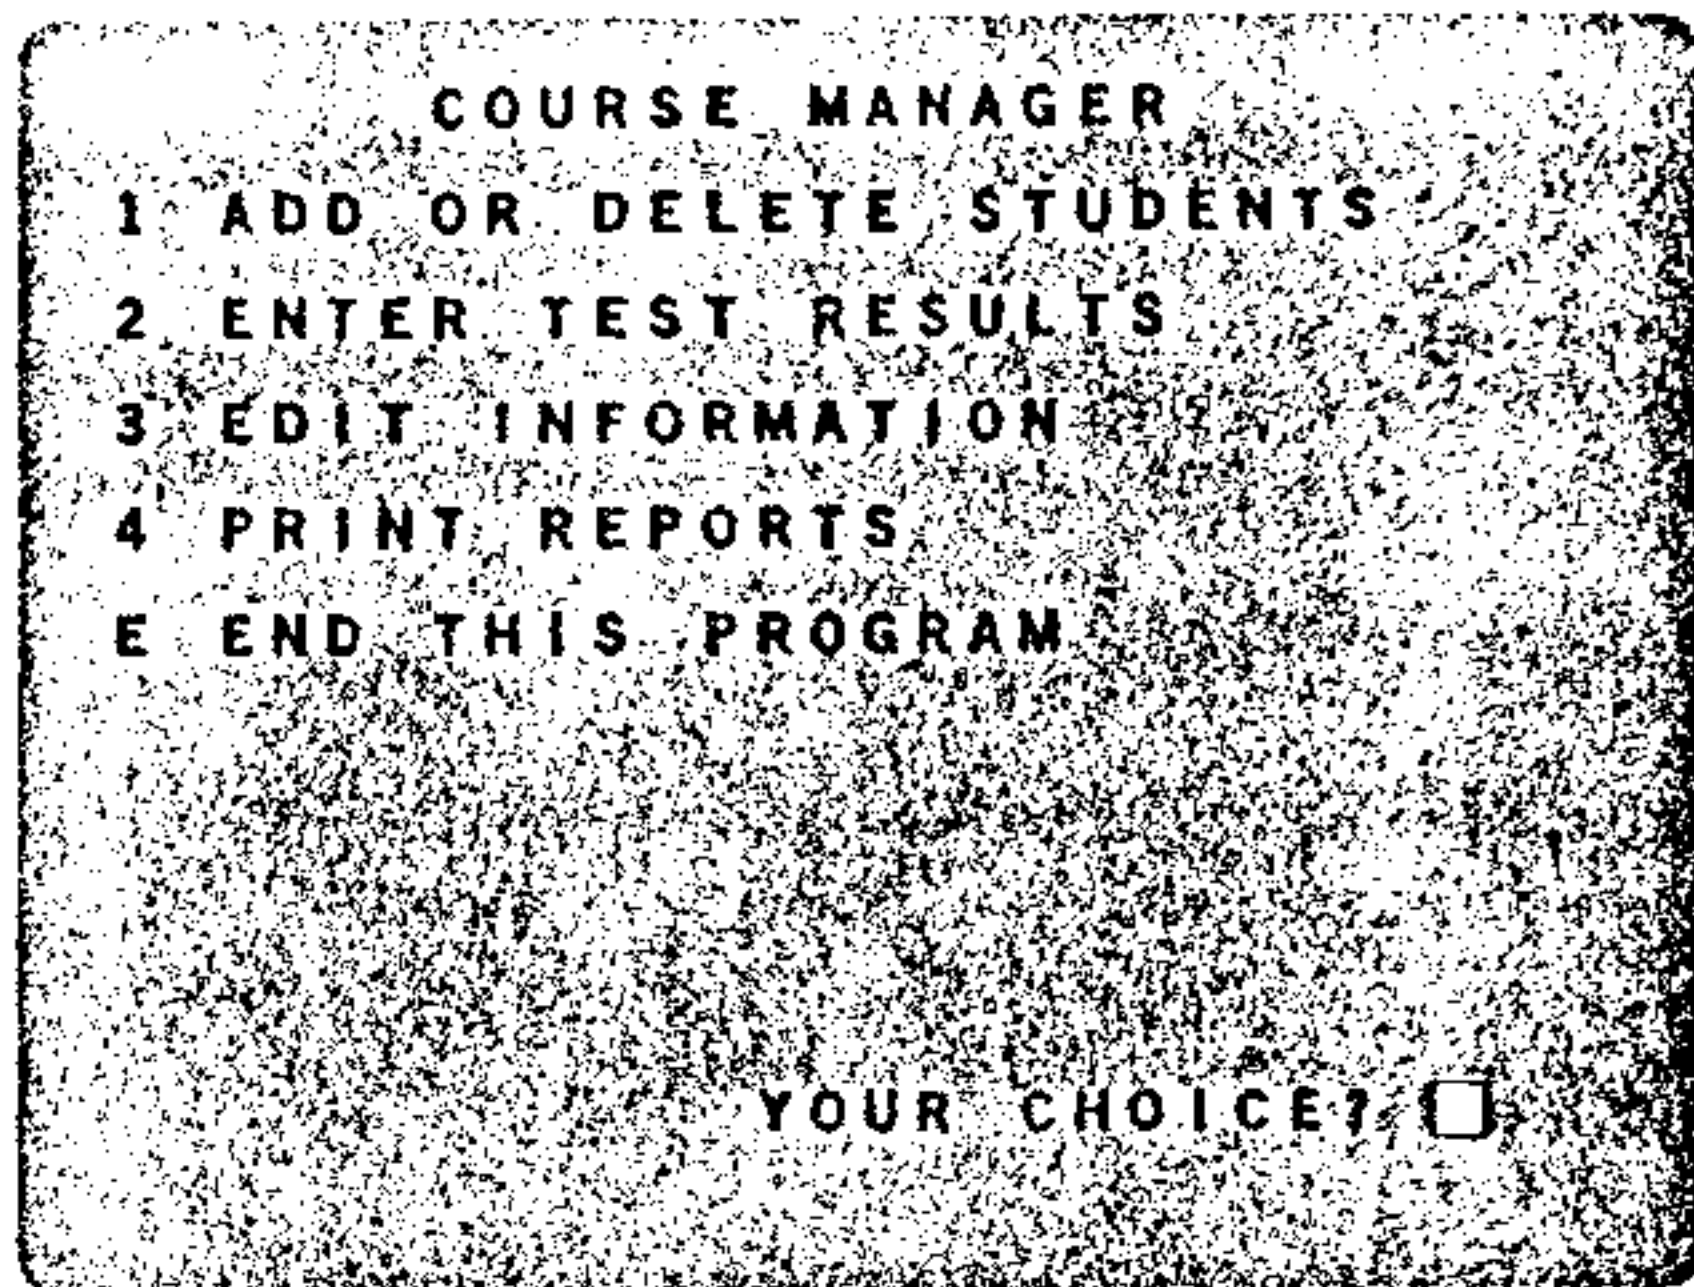 COURSE MANAGER
1 ADD OR DELETE STUDENTS
2 ENTER TEST RESULTS
3 EDIT INFORMATION
4 PRINT REPORTS
E END THIS PROGRAM
YOUR CHOICE?